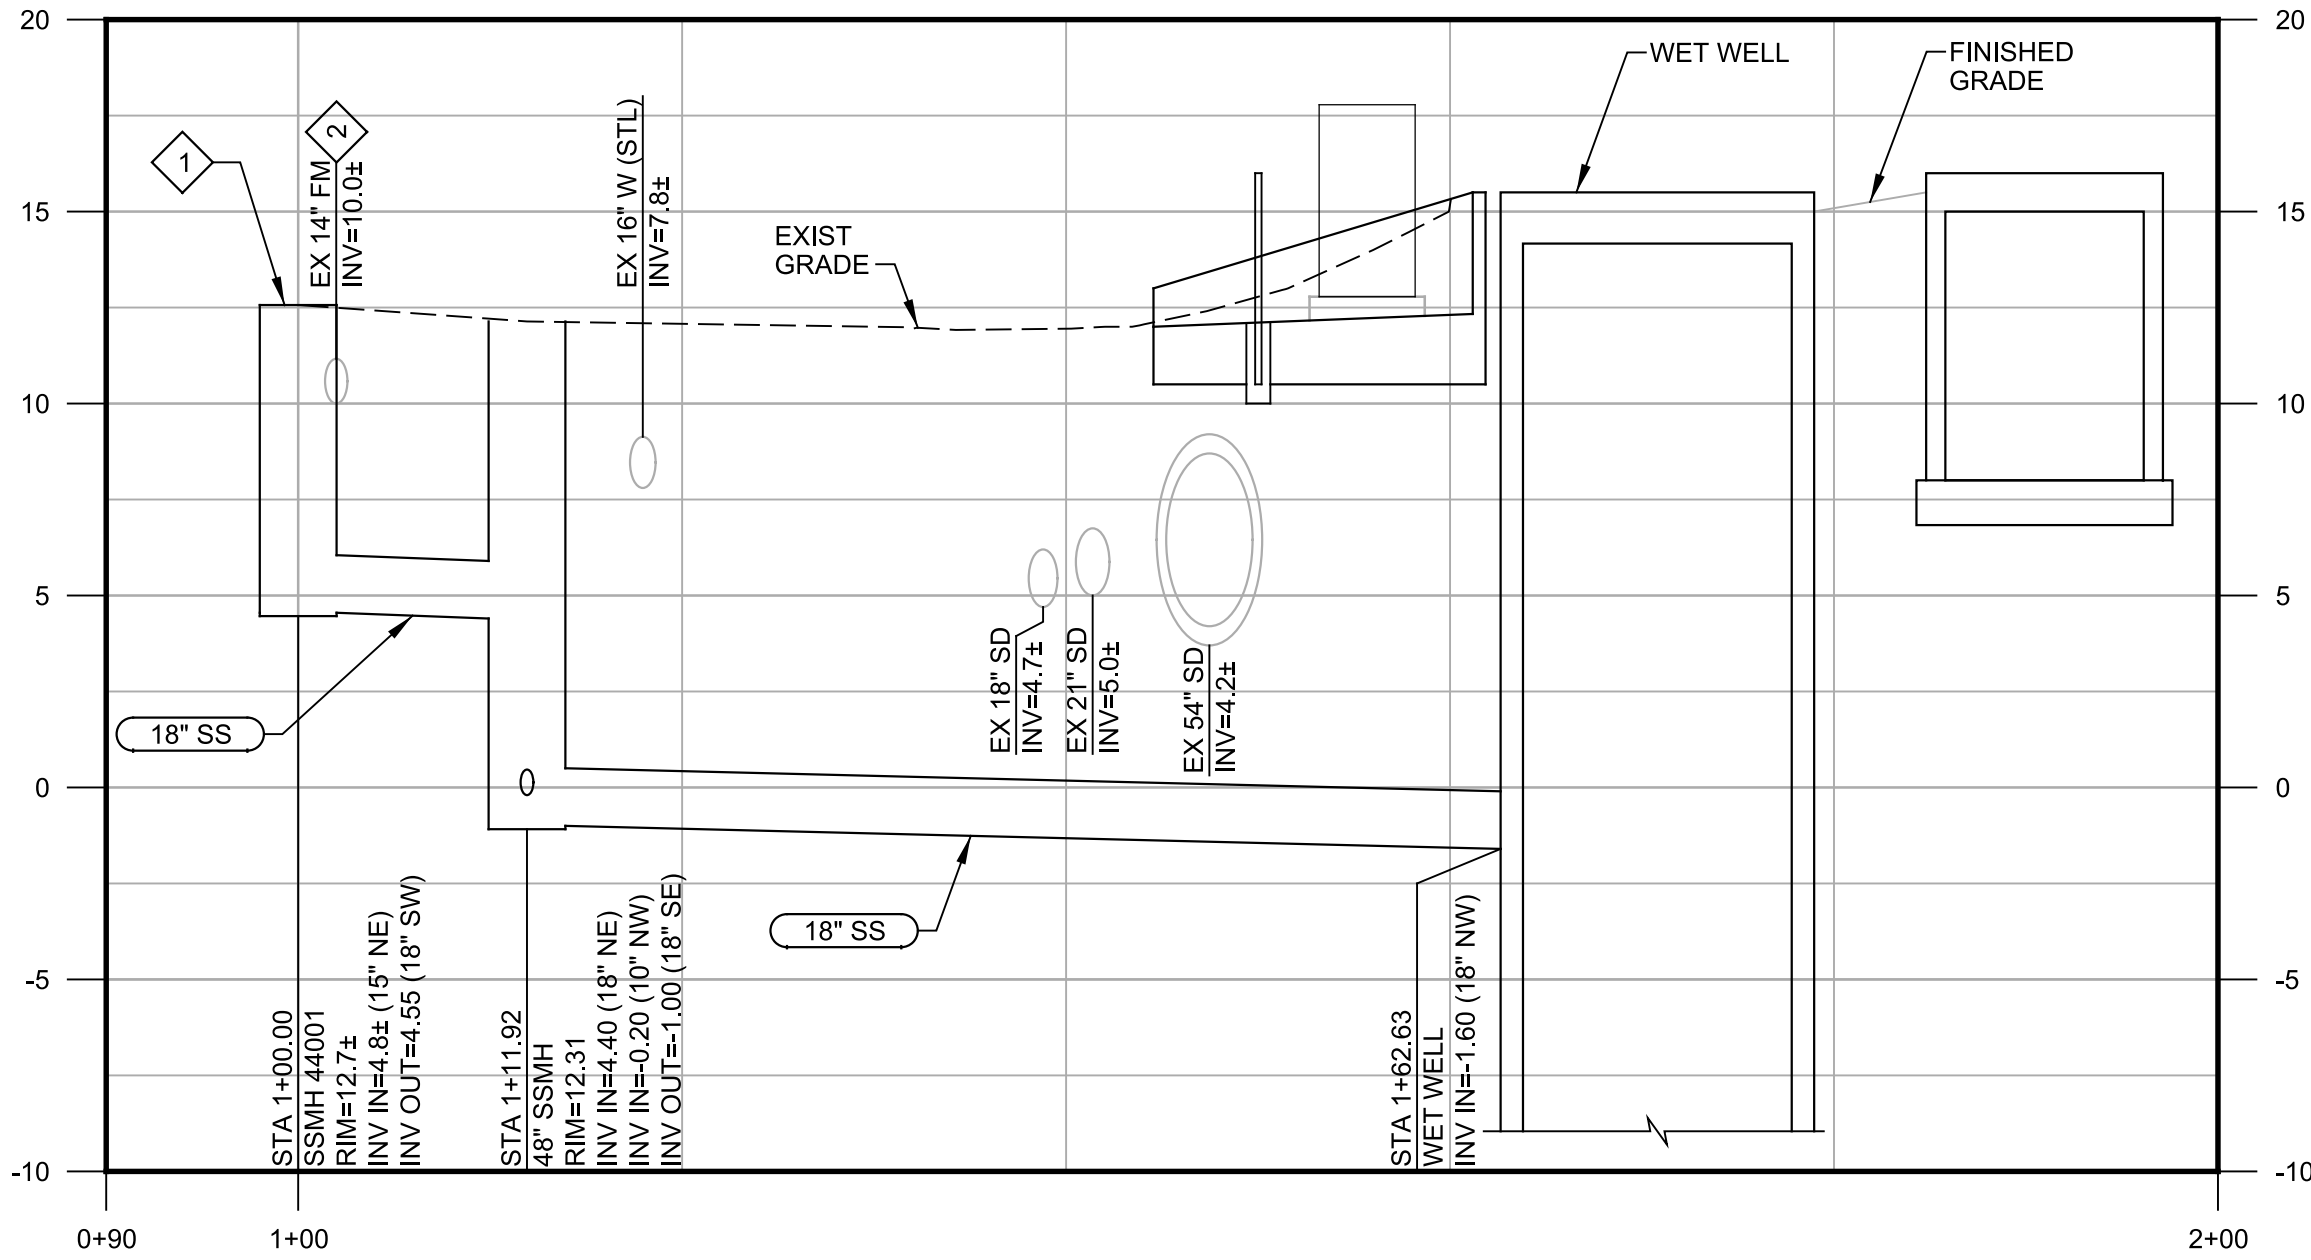 20
15
10
5
0
-5
-10
20
15
10
5
0
-5
-10
1
2
EX 14" FM
INV=10.0±
EX 16" W (STL)
INV=7.8±
EXIST
GRADE
WET WELL
FINISHED
GRADE
18" SS
EX 18" SD
INV=4.7±
EX 21" SD
INV=5.0±
EX 54" SD
INV=4.2±
18" SS
STA 1+00.00
SSMH 44001
RIM=12.7±
INV IN=4.8± (15" NE)
INV OUT=4.55 (18" SW)
STA 1+11.92
48" SSMH
RIM=12.31
INV IN=4.40 (18" NE)
INV IN=-0.20 (10" NW)
INV OUT=-1.00 (18" SE)
STA 1+62.63
WET WELL
INV IN=-1.60 (18" NW)
0+90
1+00
2+00